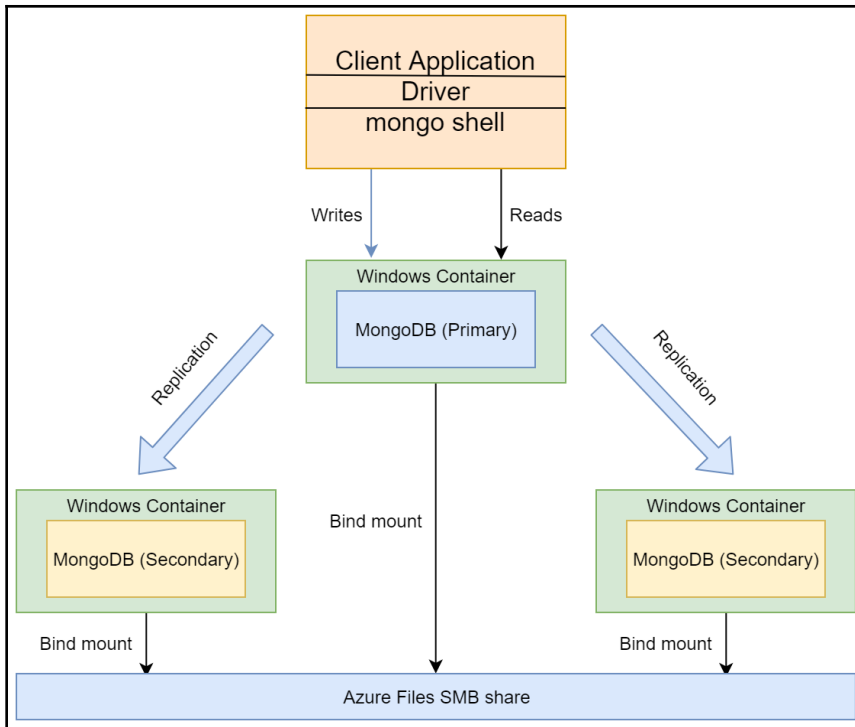 Client Application
Driver
mongo shell
Writes
Reads
Windows Container
MongoDB (Primary)
Replication
Replication
Windows Container
MongoDB (Secondary)
Bind mount
Windows Container
MongoDB (Secondary)
Bind mount
Bind mount
Azure Files SMB share